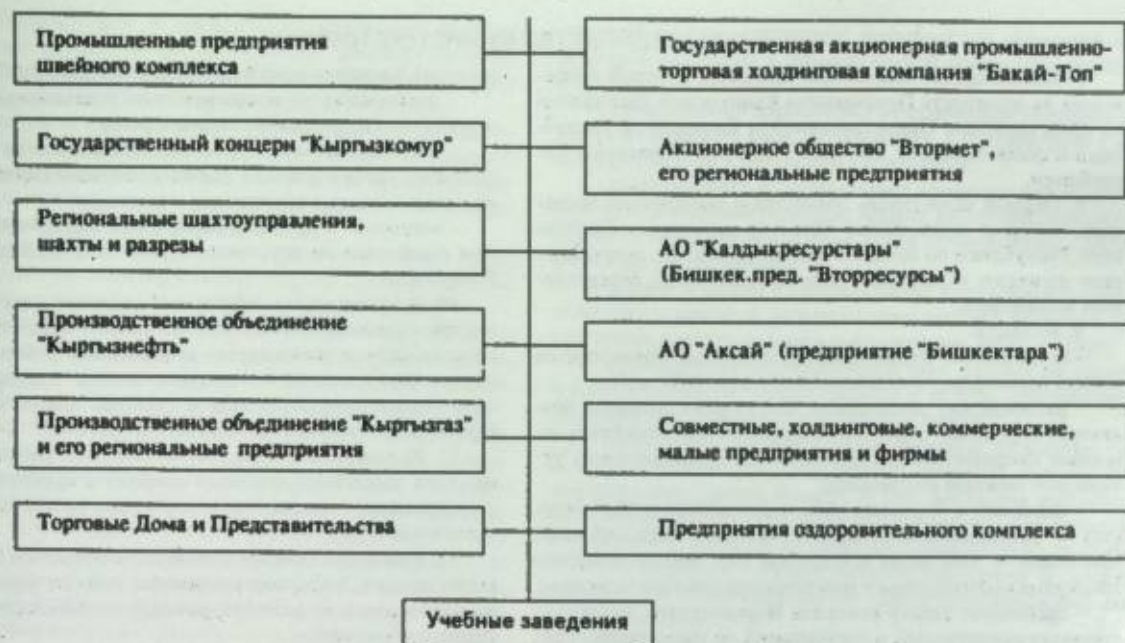 Промышленные предприятия
швейного комплекса
Государственная акционерная промышленно-
торговая холдинговая компания "Бакай-Топ"
Государственный концерн "Кыргызкомур"
Акционерное общество "Втормет",
его региональные предприятия
Региональные шахтоуправления,
шахты и разрезы
АО "Калдыкресурстары"
(Бишкек.пред. "Вторресурсы")
Производственное объединение
"Кыргызнефть"
АО "Аксай" (предприятие "Бишкектара")
Производственное объединение "Кыргызгаз"
и его региональные предприятия
Совместные, холдинговые, коммерческие,
малые предприятия и фирмы
Торговые Дома и Представительства
Предприятия оздоровительного комплекса
Учебные заведения